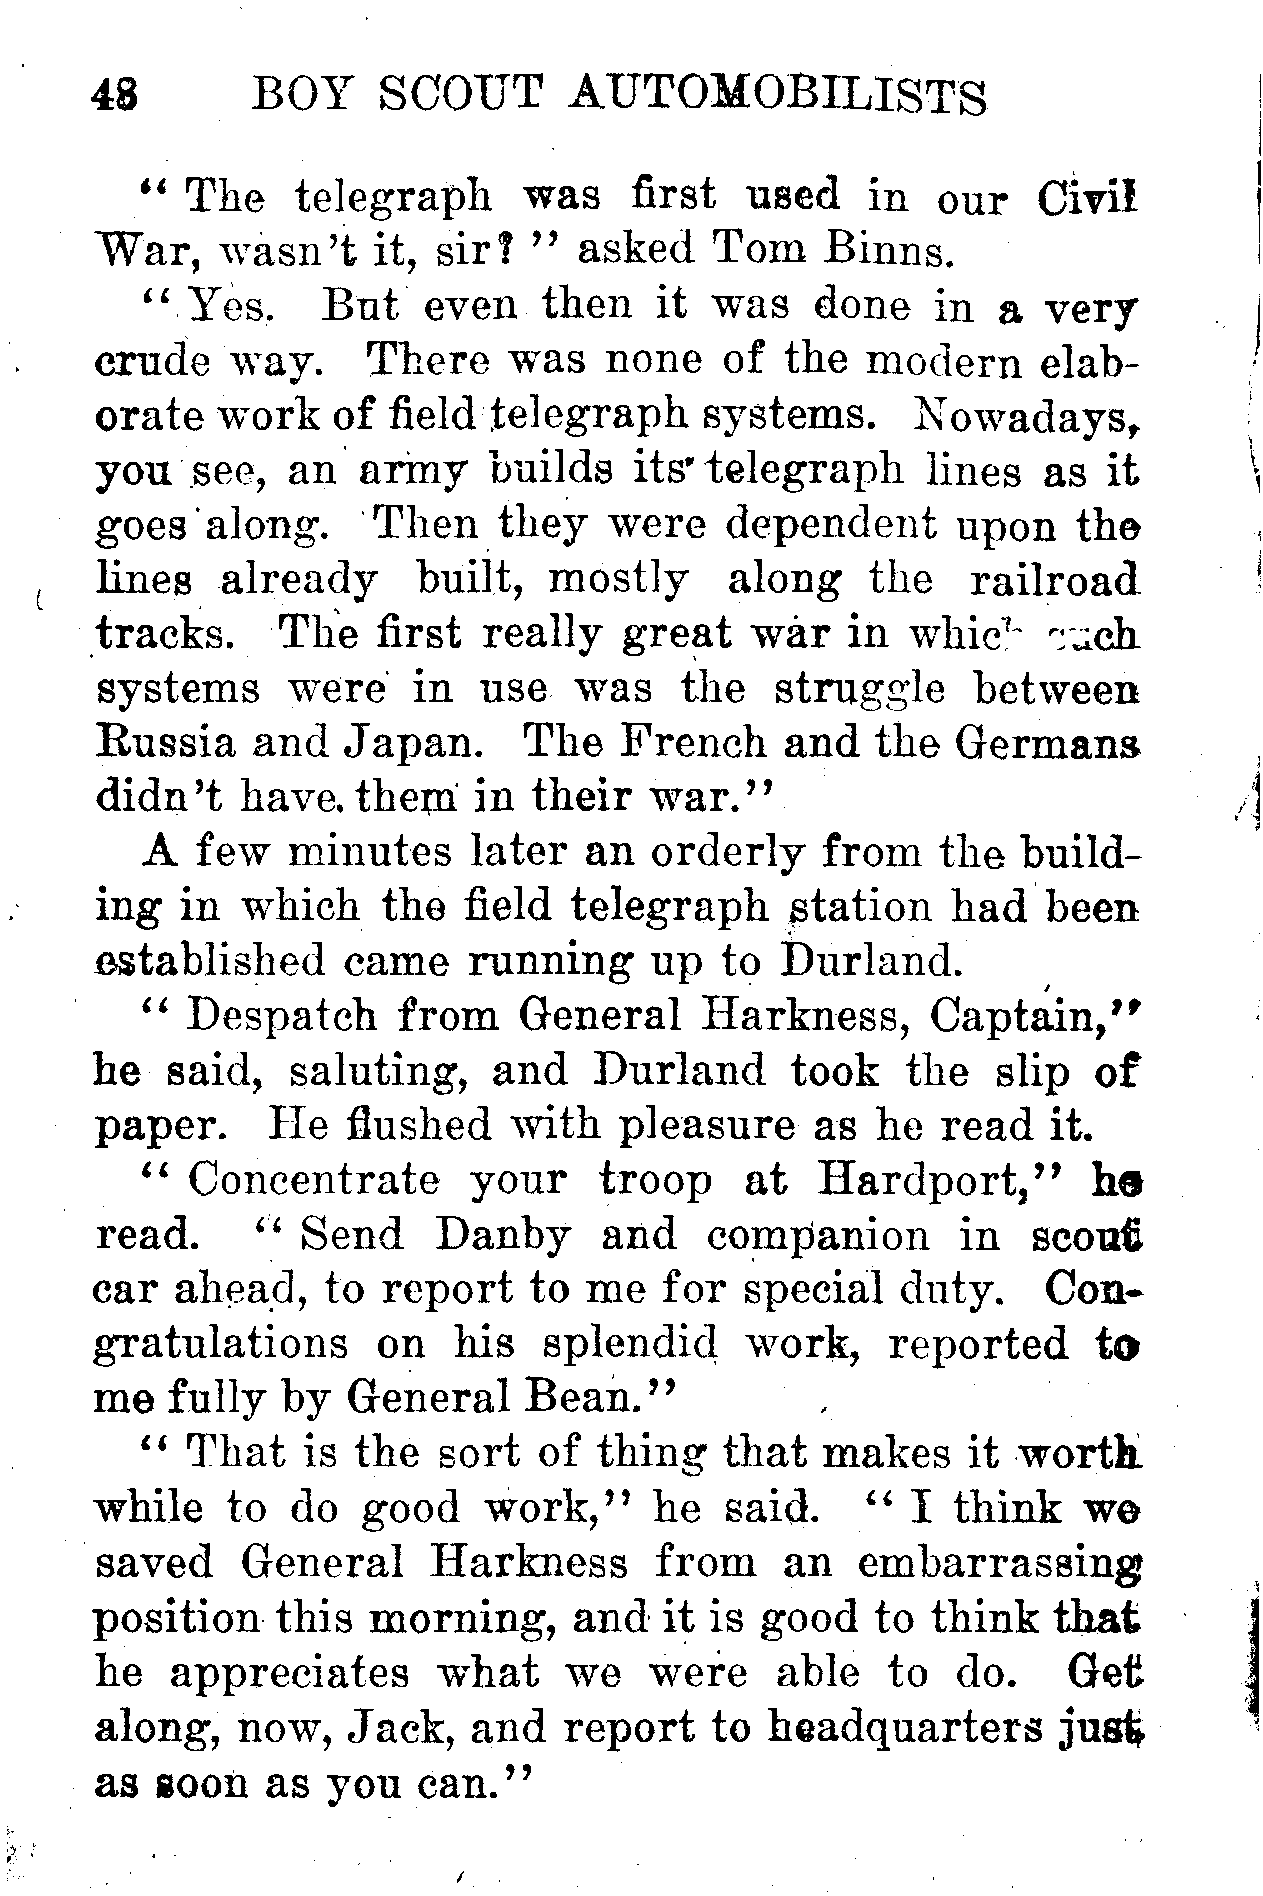 48 BOY SCOUT AUTOMOBILISTS
“ The telegraph was first used in our Civil
War, wasn’t it, sir? ” asked Tom Binns.
“ Yes. But even then it was done in a very
crude way. There was none of the modern elab-
orate work of field telegraph systems. Nowadays,
you see, an army builds its telegraph lines as it
goes along. Then they were dependent upon the
lines already built, mostly along the railroad
tracks. The first really great war in which such
systems were in use was the struggle between
Russia and Japan. The French and the Germans
didn’t have them in their war.”
A few minutes later an orderly from the build-
ing in which the field telegraph station had been
established came running up to Durland.
“ Despatch from General Harkness, Captain,”
he said, saluting, and Durland took the slip of
paper. He flushed with pleasure as he read it.
“ Concentrate your troop at Hardport,” he
read. “ Send Danby and companion in scout
car ahead, to report to me for special duty. Con-
gratulations on his splendid work, reported to
me fully by General Bean.”
“ That is the sort of thing that makes it worth
while to do good work,” he said. “ I think we
saved General Harkness from an embarrassing
position this morning, and it is good to think that
he appreciates what we were able to do. Get
along, now, Jack, and report to headquarters just
as soon as you can.”